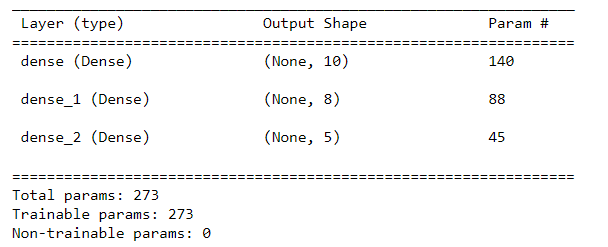 _________________________________________________________________
Layer (type)                Output Shape              Param #
=================================================================
dense (Dense)               (None, 10)                140
dense_1 (Dense)             (None, 8)                 88
dense_2 (Dense)             (None, 5)                 45
=================================================================
Total params: 273
Trainable params: 273
Non-trainable params: 0